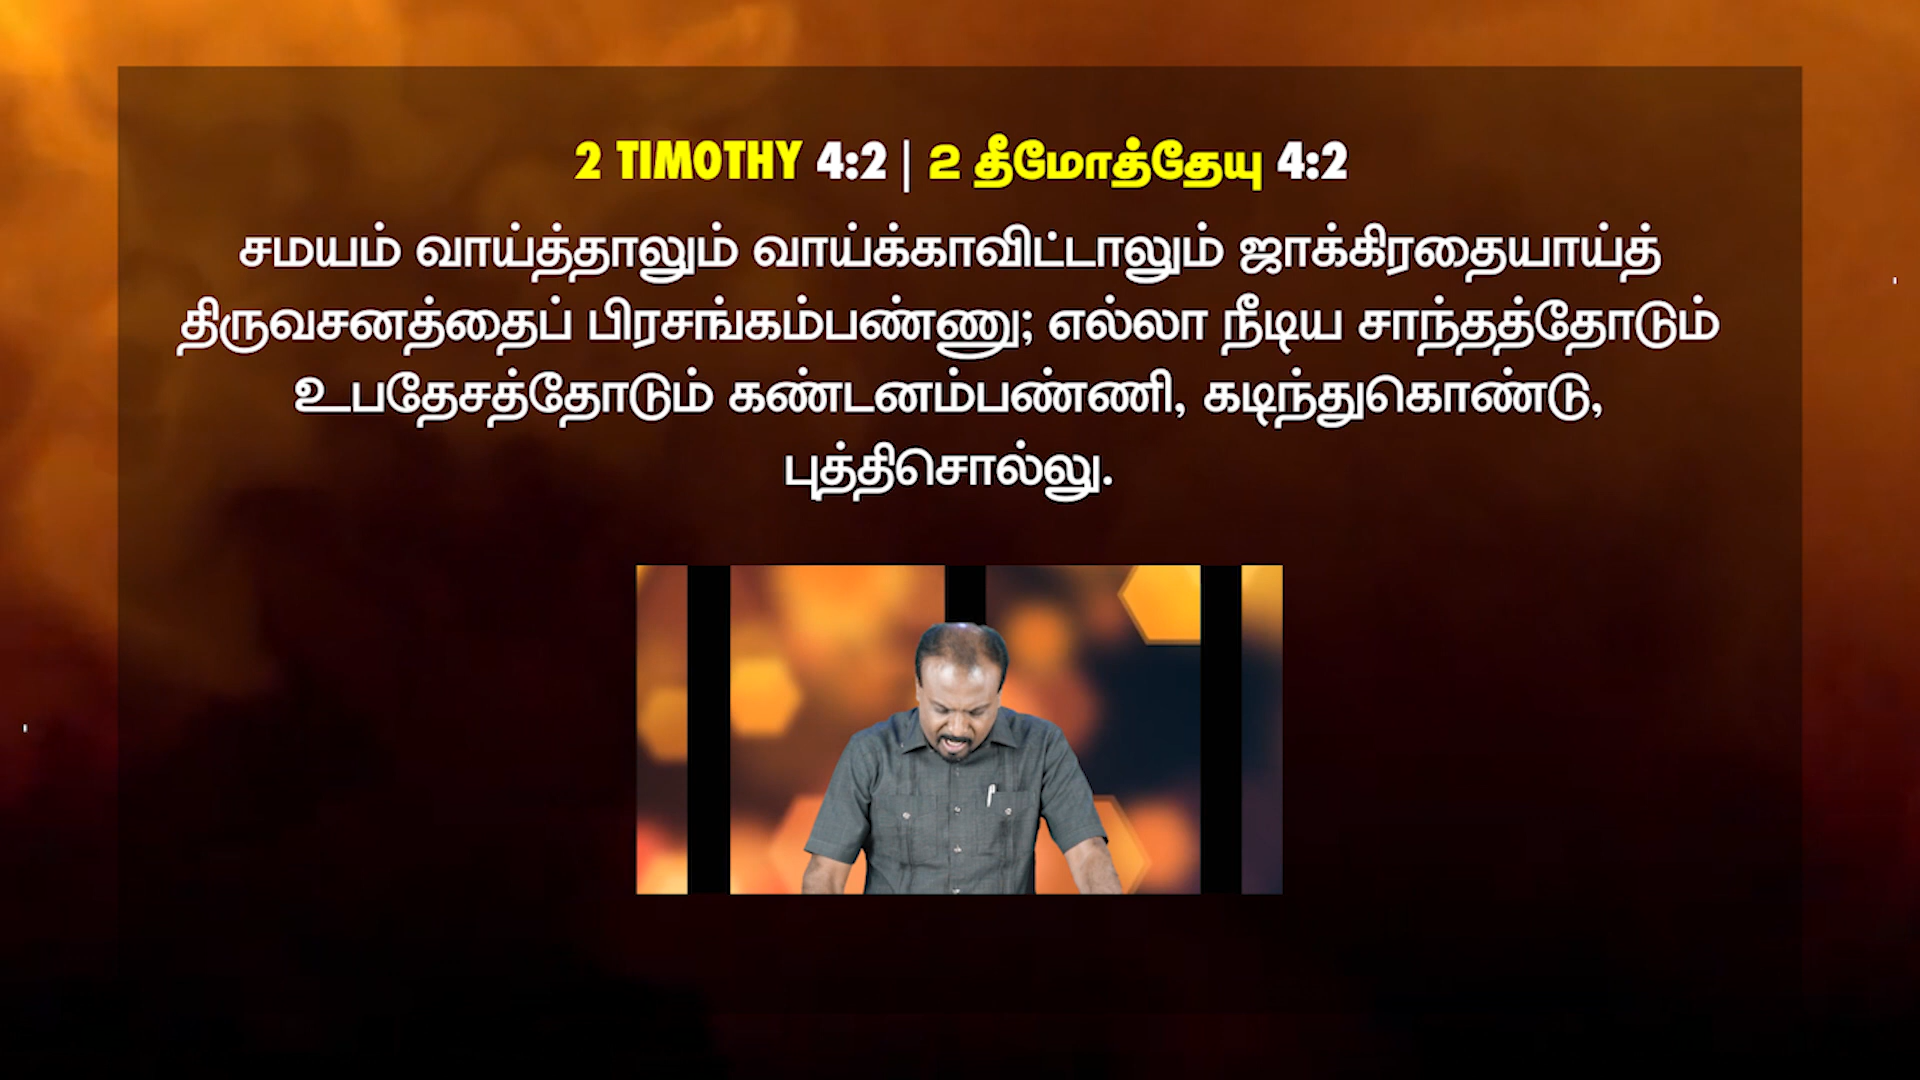 2 TIMOTHY 4:2 | 2 தீமோத்தேயு 4:2
சமயம் வாய்த்தாலும் வாய்க்காவிட்டாலும் ஜாக்கிரதையாய்த்
திருவசனத்தைப் பிரசங்கம்பண்ணு; எல்லா நீடிய சாந்தத்தோடும்
உபதேசத்தோடும் கண்டனம்பண்ணி, கடிந்துகொண்டு,
புத்திசொல்லு.